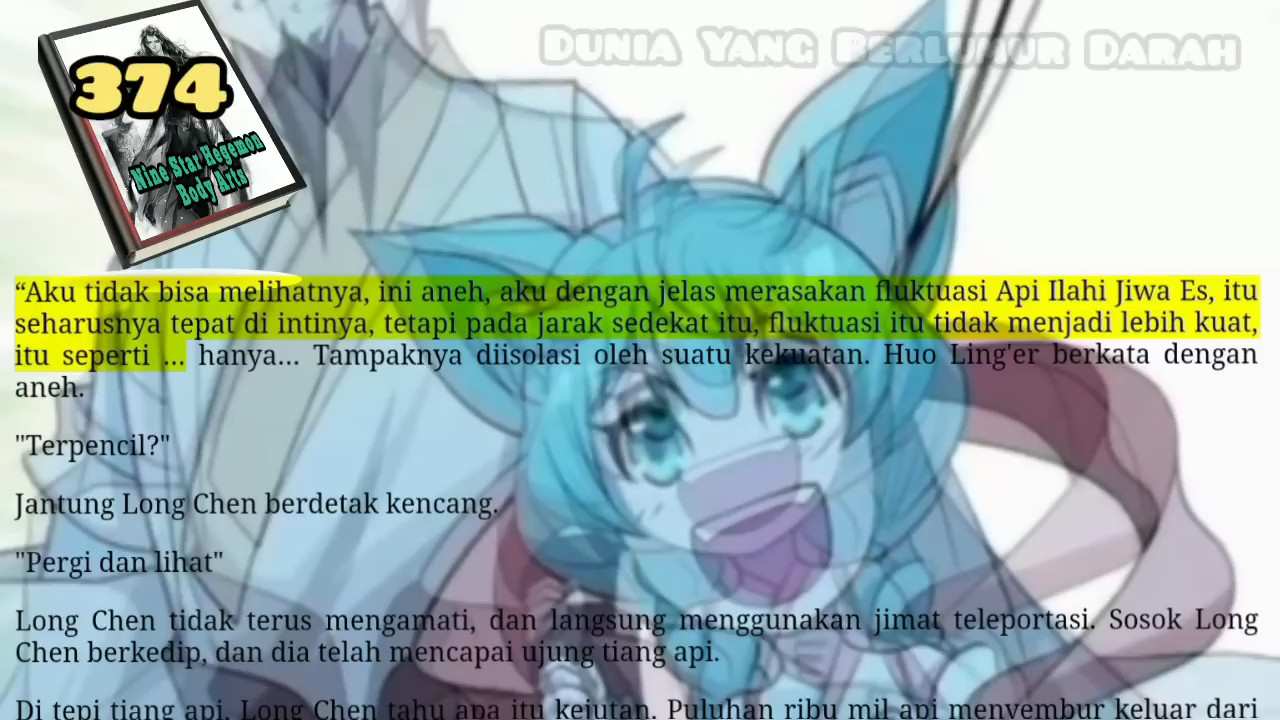 DUNIA YANG BERLUMUR DARAH
374
Nine Star Hegemon
Body Arts
“Aku tidak bisa melihatnya, ini aneh, aku dengan jelas merasakan fluktuasi Api Ilahi Jiwa Es, itu
seharusnya tepat di intinya, tetapi pada jarak sedekat itu, fluktuasi itu tidak menjadi lebih kuat,
itu seperti ... hanya... Tampaknya diisolasi oleh suatu kekuatan. Huo Ling'er berkata dengan
aneh.
"Terpencil?"
Jantung Long Chen berdetak kencang.
"Pergi dan lihat"
Long Chen tidak terus mengamati, dan langsung menggunakan jimat teleportasi. Sosok Long
Chen berkedip, dan dia telah mencapai ujung tiang api.
Di tepi tiang api, Long Chen tahu apa itu kejutan. Puluhan ribu mil api menyembur keluar dari